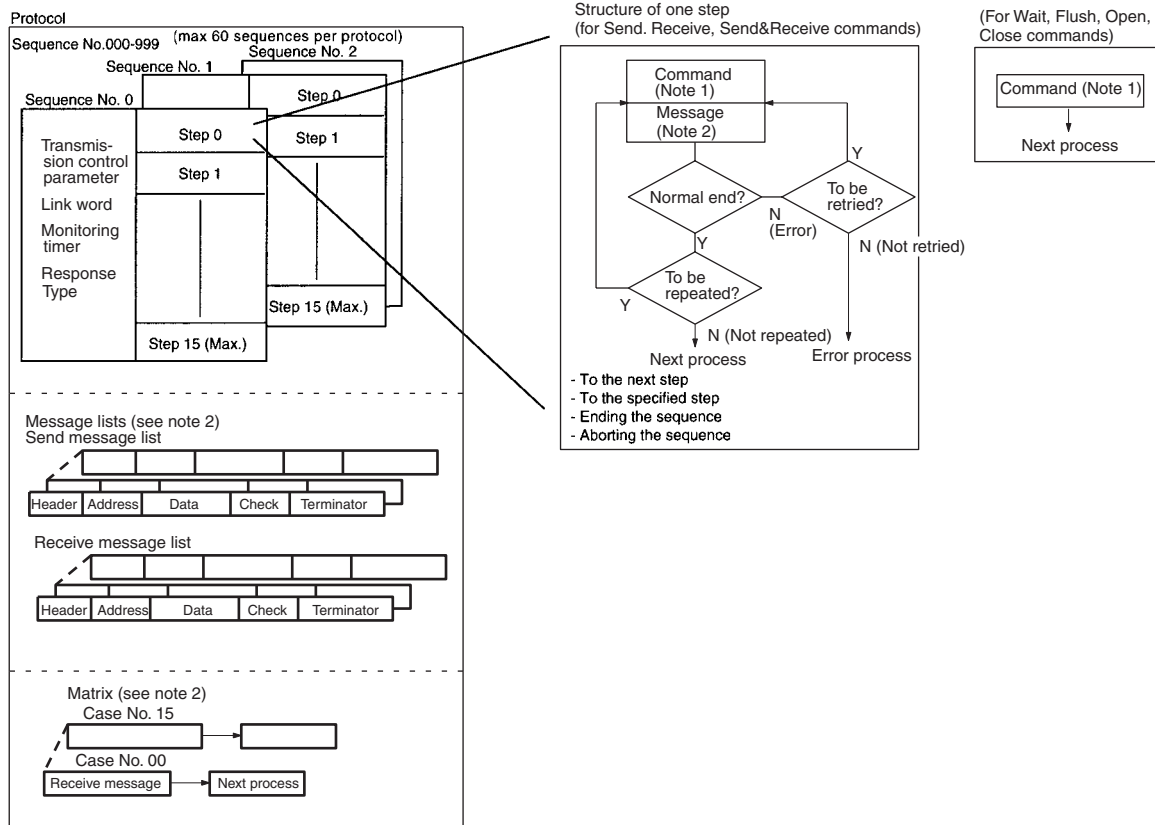 Protocol
Sequence No.000-999
(max 60 sequences per protocol)
Sequence No. 2
Sequence No. 1
Sequence No. 0
Step 0
Step 1
Step 15 (Max.)
Transmis-
sion control
parameter
Link word
Monitoring
timer
Response
Type
Step 0
Step 1
Step 15 (Max.)
Message lists (see note 2)
Send message list
Header Address Data Check Terminator
Receive message list
Header Address Data Check Terminator
Matrix (see note 2)
Case No. 15
Case No. 00
Receive message Next process
Structure of one step
(for Send. Receive, Send&Receive commands)
Command
(Note 1)
Message
(Note 2)
Normal end?
N
(Error)
Y
To be
retried?
Y
N (Not retried)
To be
repeated?
Y
N (Not repeated)
Next process
Error process
- To the next step
- To the specified step
- Ending the sequence
- Aborting the sequence
(For Wait, Flush, Open,
Close commands)
Command (Note 1)
Next process